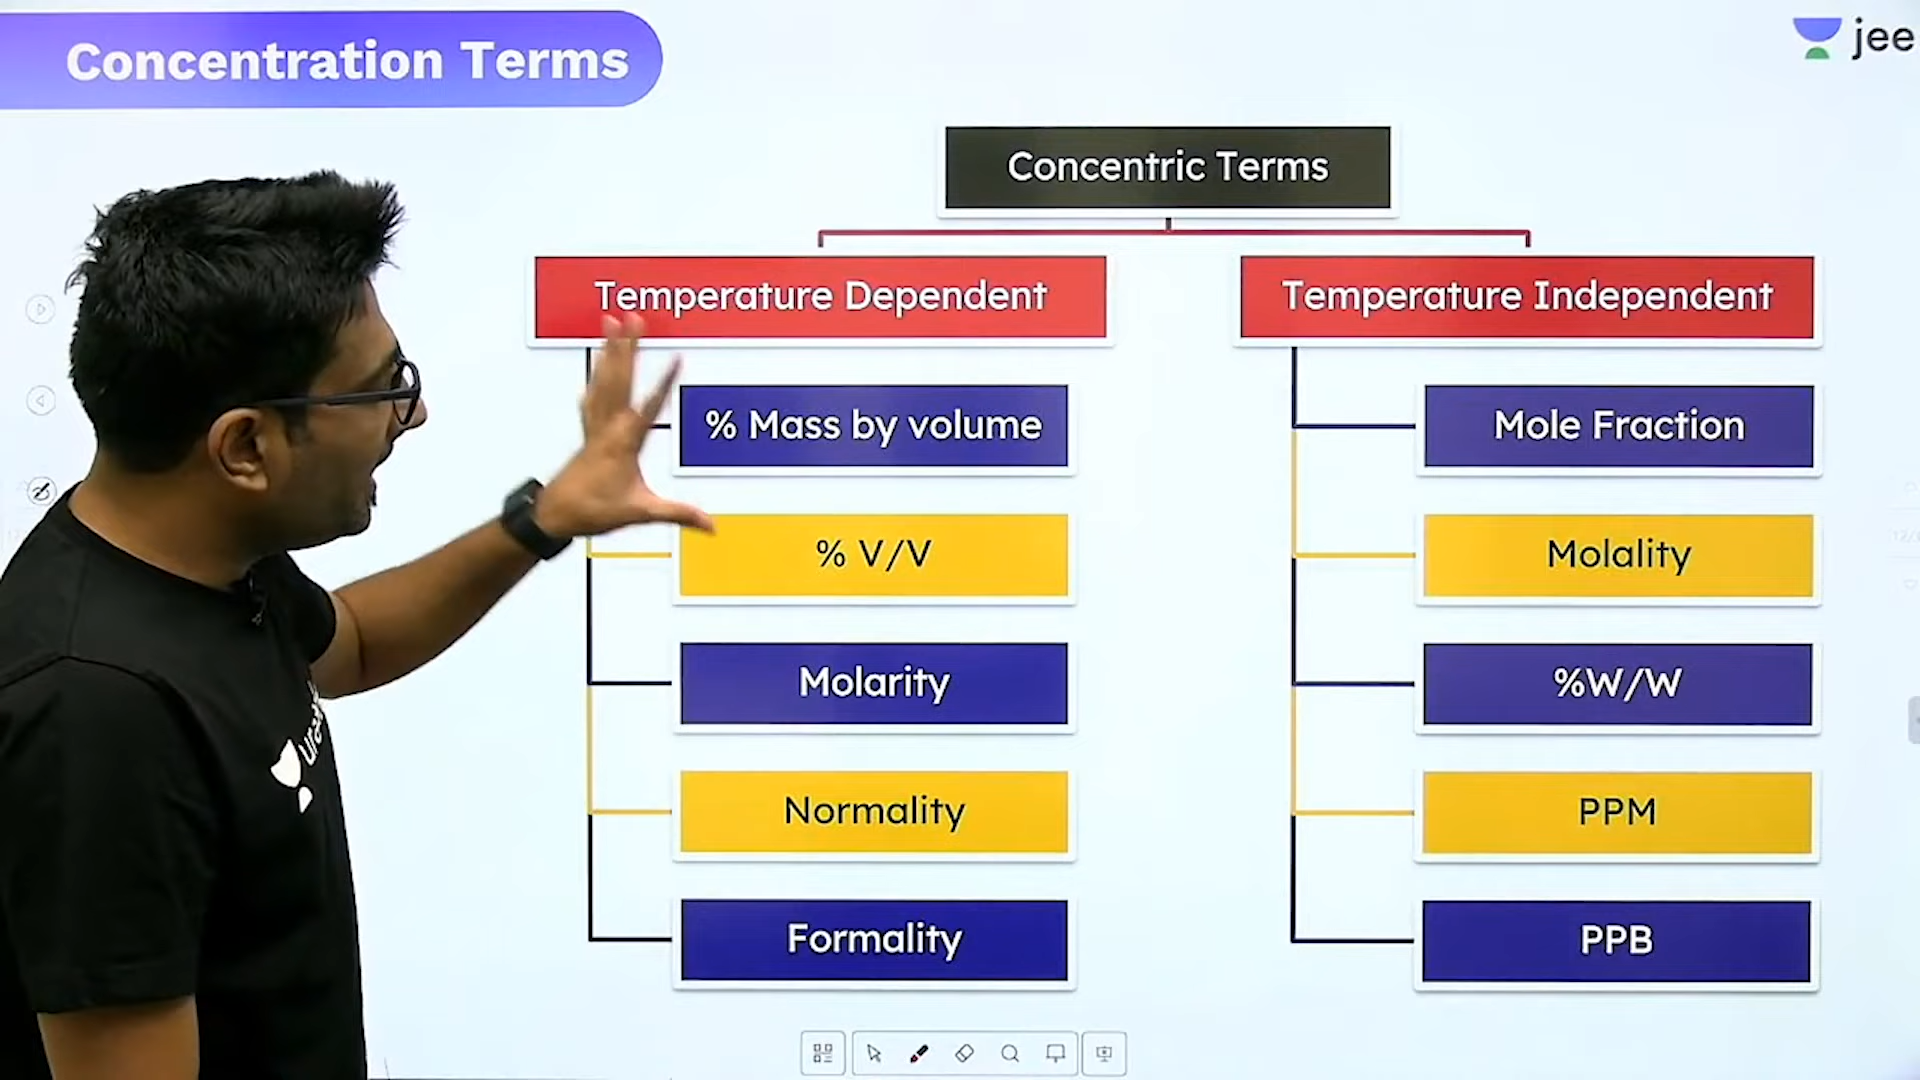 Concentration Terms
jee
Concentric Terms
Temperature Dependent
Temperature Independent
% Mass by volume
Mole Fraction
% V/V
Molality
Molarity
%W/W
Normality
PPM
Formality
PPB